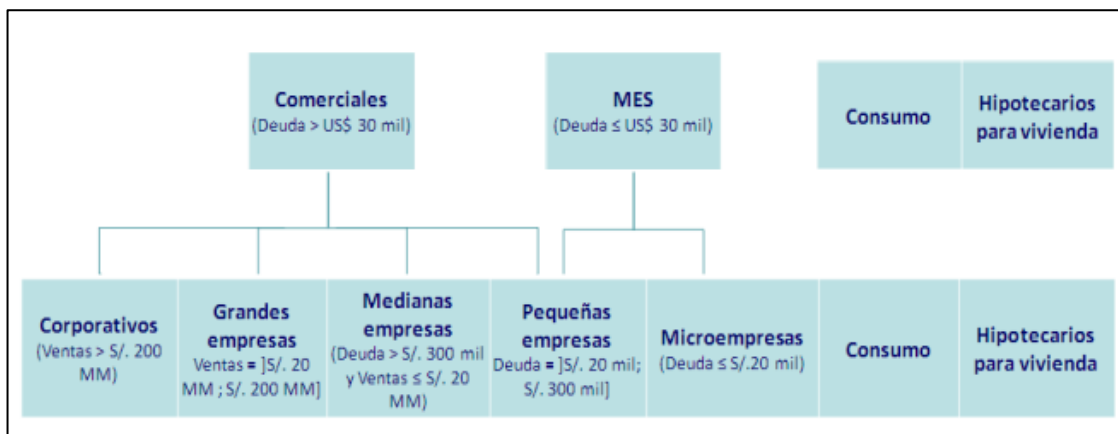 Comerciales
(Deuda > US$ 30 mil)
MES
(Deuda ≤ US$ 30 mil)
Consumo
Hipotecarios
para vivienda
Corporativos
(Ventas > S/. 200
MM)
Grandes
empresas
Ventas = ]S/. 20
MM ; S/. 200 MM]
Medianas
empresas
(Deuda > S/. 300 mil
y Ventas ≤ S/. 20
MM)
Pequeñas
empresas
Deuda = ]S/. 20 mil;
S/. 300 mil]
Microempresas
(Deuda ≤ S/.20 mil)
Consumo
Hipotecarios
para vivienda